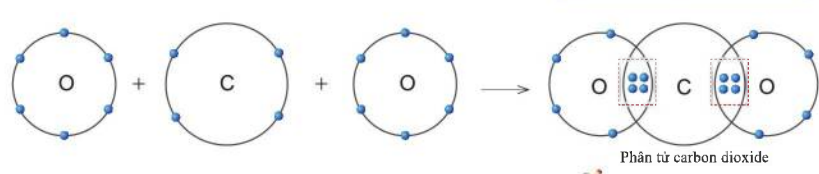 O + C + O → O C O
Phân tử carbon dioxide